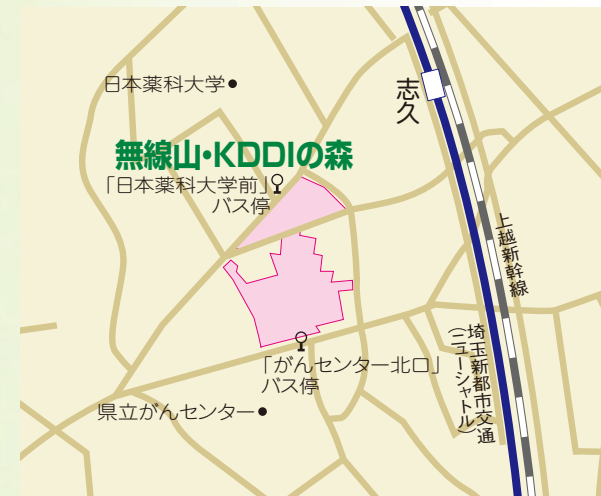 日本薬科大学
志久
無線山・KDDIの森
「日本薬科大学前」
バス停
上越新幹線
埼玉新都市交通
(ニューシャトル)
「がんセンター北口」
バス停
県立がんセンター